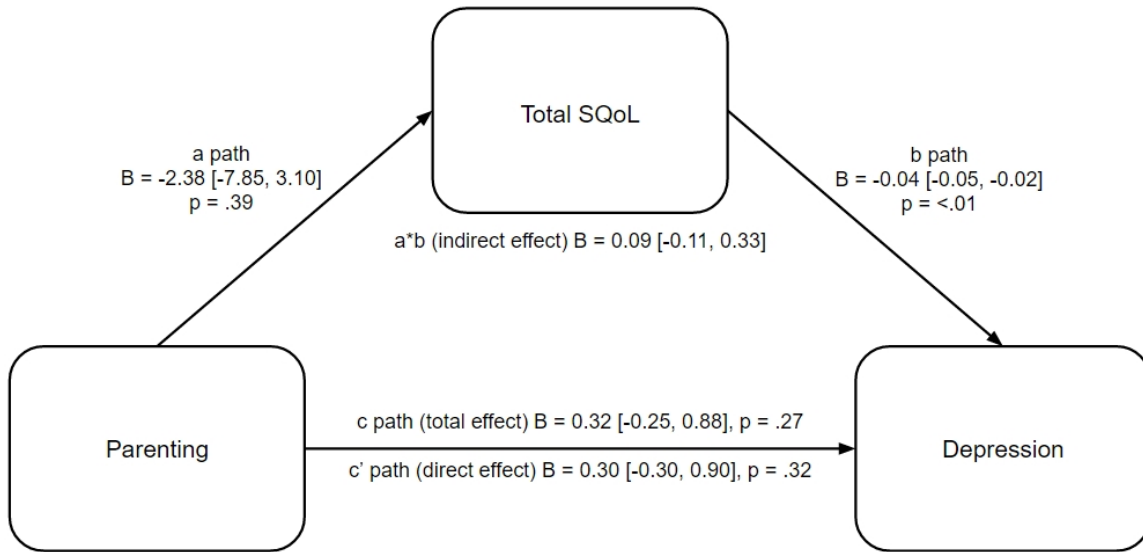 Total SQoL
a path
B = -2.38 [-7.85, 3.10]
p = .39
b path
B = -0.04 [-0.05, -0.02]
p = <.01
a*b (indirect effect) B = 0.09 [-0.11, 0.33]
Parenting
c path (total effect) B = 0.32 [-0.25, 0.88], p = .27
c' path (direct effect) B = 0.30 [-0.30, 0.90], p = .32
Depression